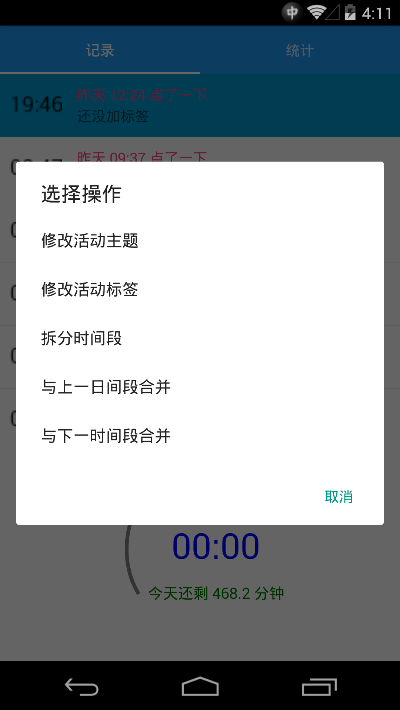 中 4:11
记录 统计
19:46 昨天
点了一下
还没加标签
昨天 09:37 点了一下
选择操作
修改活动主题
修改活动标签
拆分时间段
与上一日间段合并
与下一时间段合并
取消
00:00
今天还剩 468.2 分钟